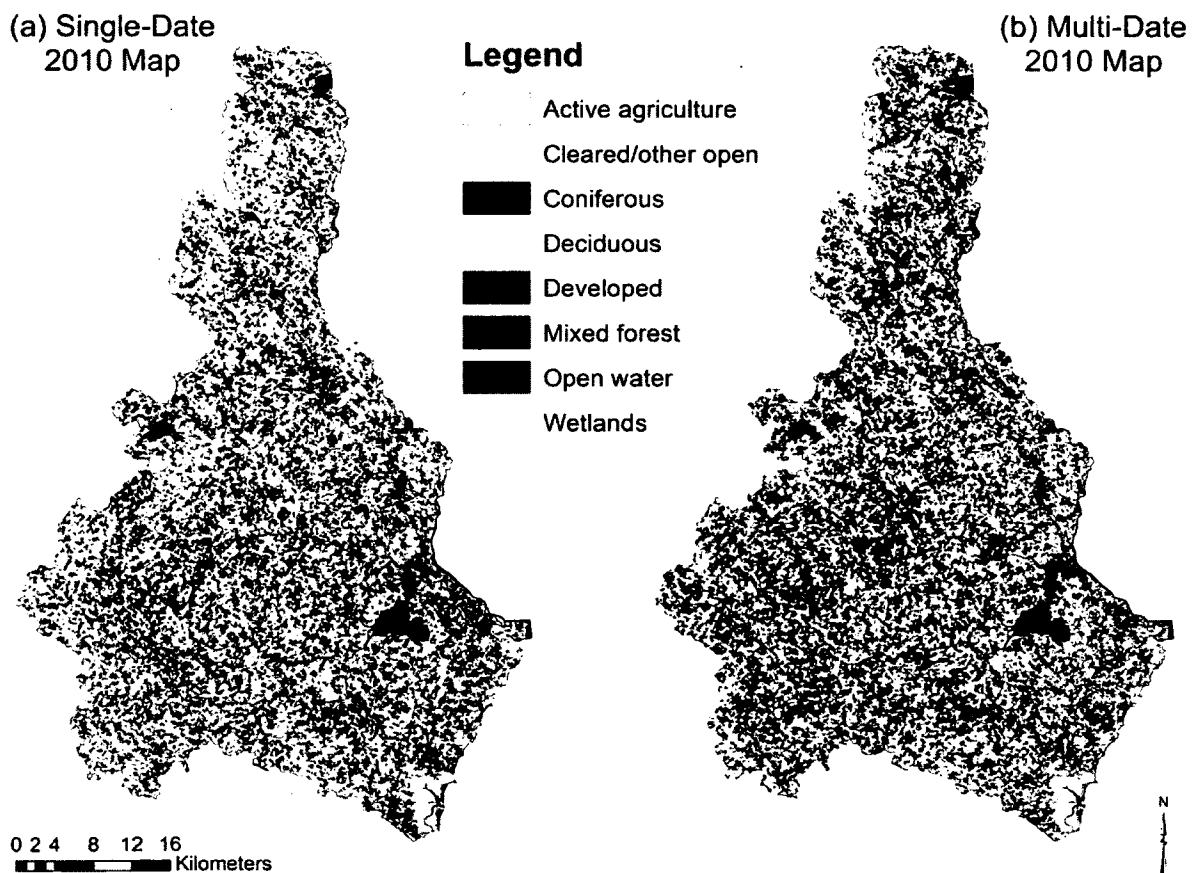 (a) Single-Date
2010 Map
Legend
Active agriculture
Cleared/other open
Coniferous
Deciduous
Developed
Mixed forest
Open water
Wetlands
(b) Multi-Date
2010 Map
0 2 4 8 12 16
Kilometers
N